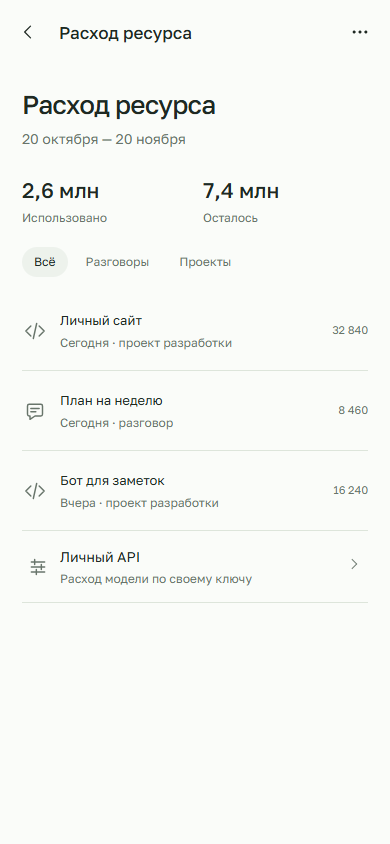 Расход ресурса
Расход ресурса
20 октября — 20 ноября
2,6 млн
7,4 млн
Использовано
Осталось
Всё
Разговоры
Проекты
Личный сайт
Сегодня · проект разработки
32 840
План на неделю
Сегодня · разговор
8 460
Бот для заметок
Вчера · проект разработки
16 240
Личный API
Расход модели по своему ключу